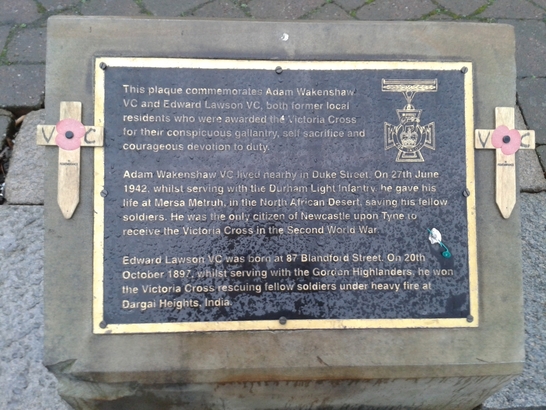 This plaque commemorates Adam Wakenshaw
VC and Edward Lawson VC, both former local
residents who were awarded the Victoria Cross
for their conspicuous gallantry, self sacrifice and
courageous devotion to duty.
Adam Wakenshaw VC lived nearby in Duke Street. On 27th June
1942, whilst serving with the Durham Light Infantry, he gave his
life at Mersa Metruh, in the North African Desert, saving his fellow
soldiers. He was the only citizen of Newcastle upon Tyne to
receive the Victoria Cross in the Second World War.
Edward Lawson VC was born at 87 Blandford Street. On 20th
October 1897, whilst serving with the Gordon Highlanders, he won
the Victoria Cross rescuing fellow soldiers under heavy fire at
Dargai Heights, India.
V C
V C